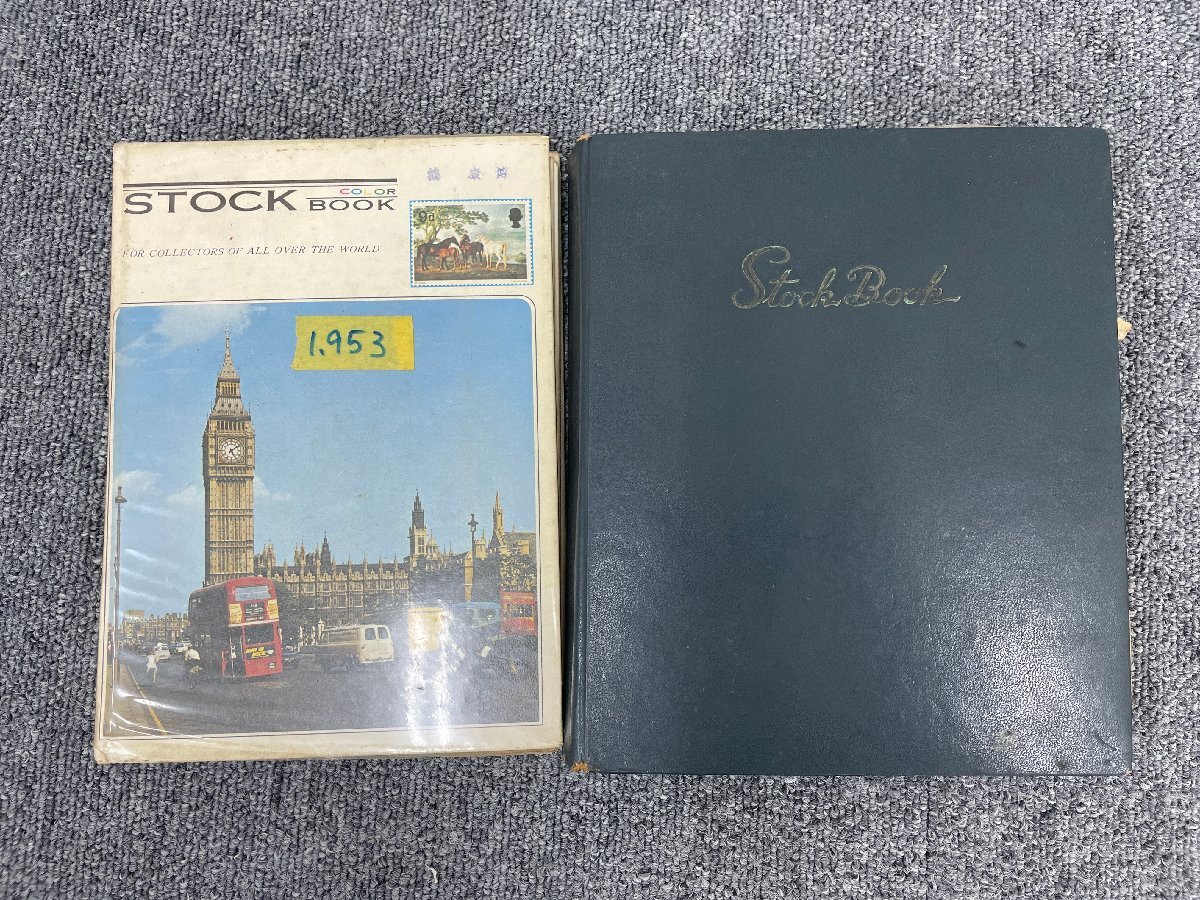 STOCK COLOR BOOK
FOR COLLECTORS OF ALL OVER THE WORLD
9d
1.953
Stock Book